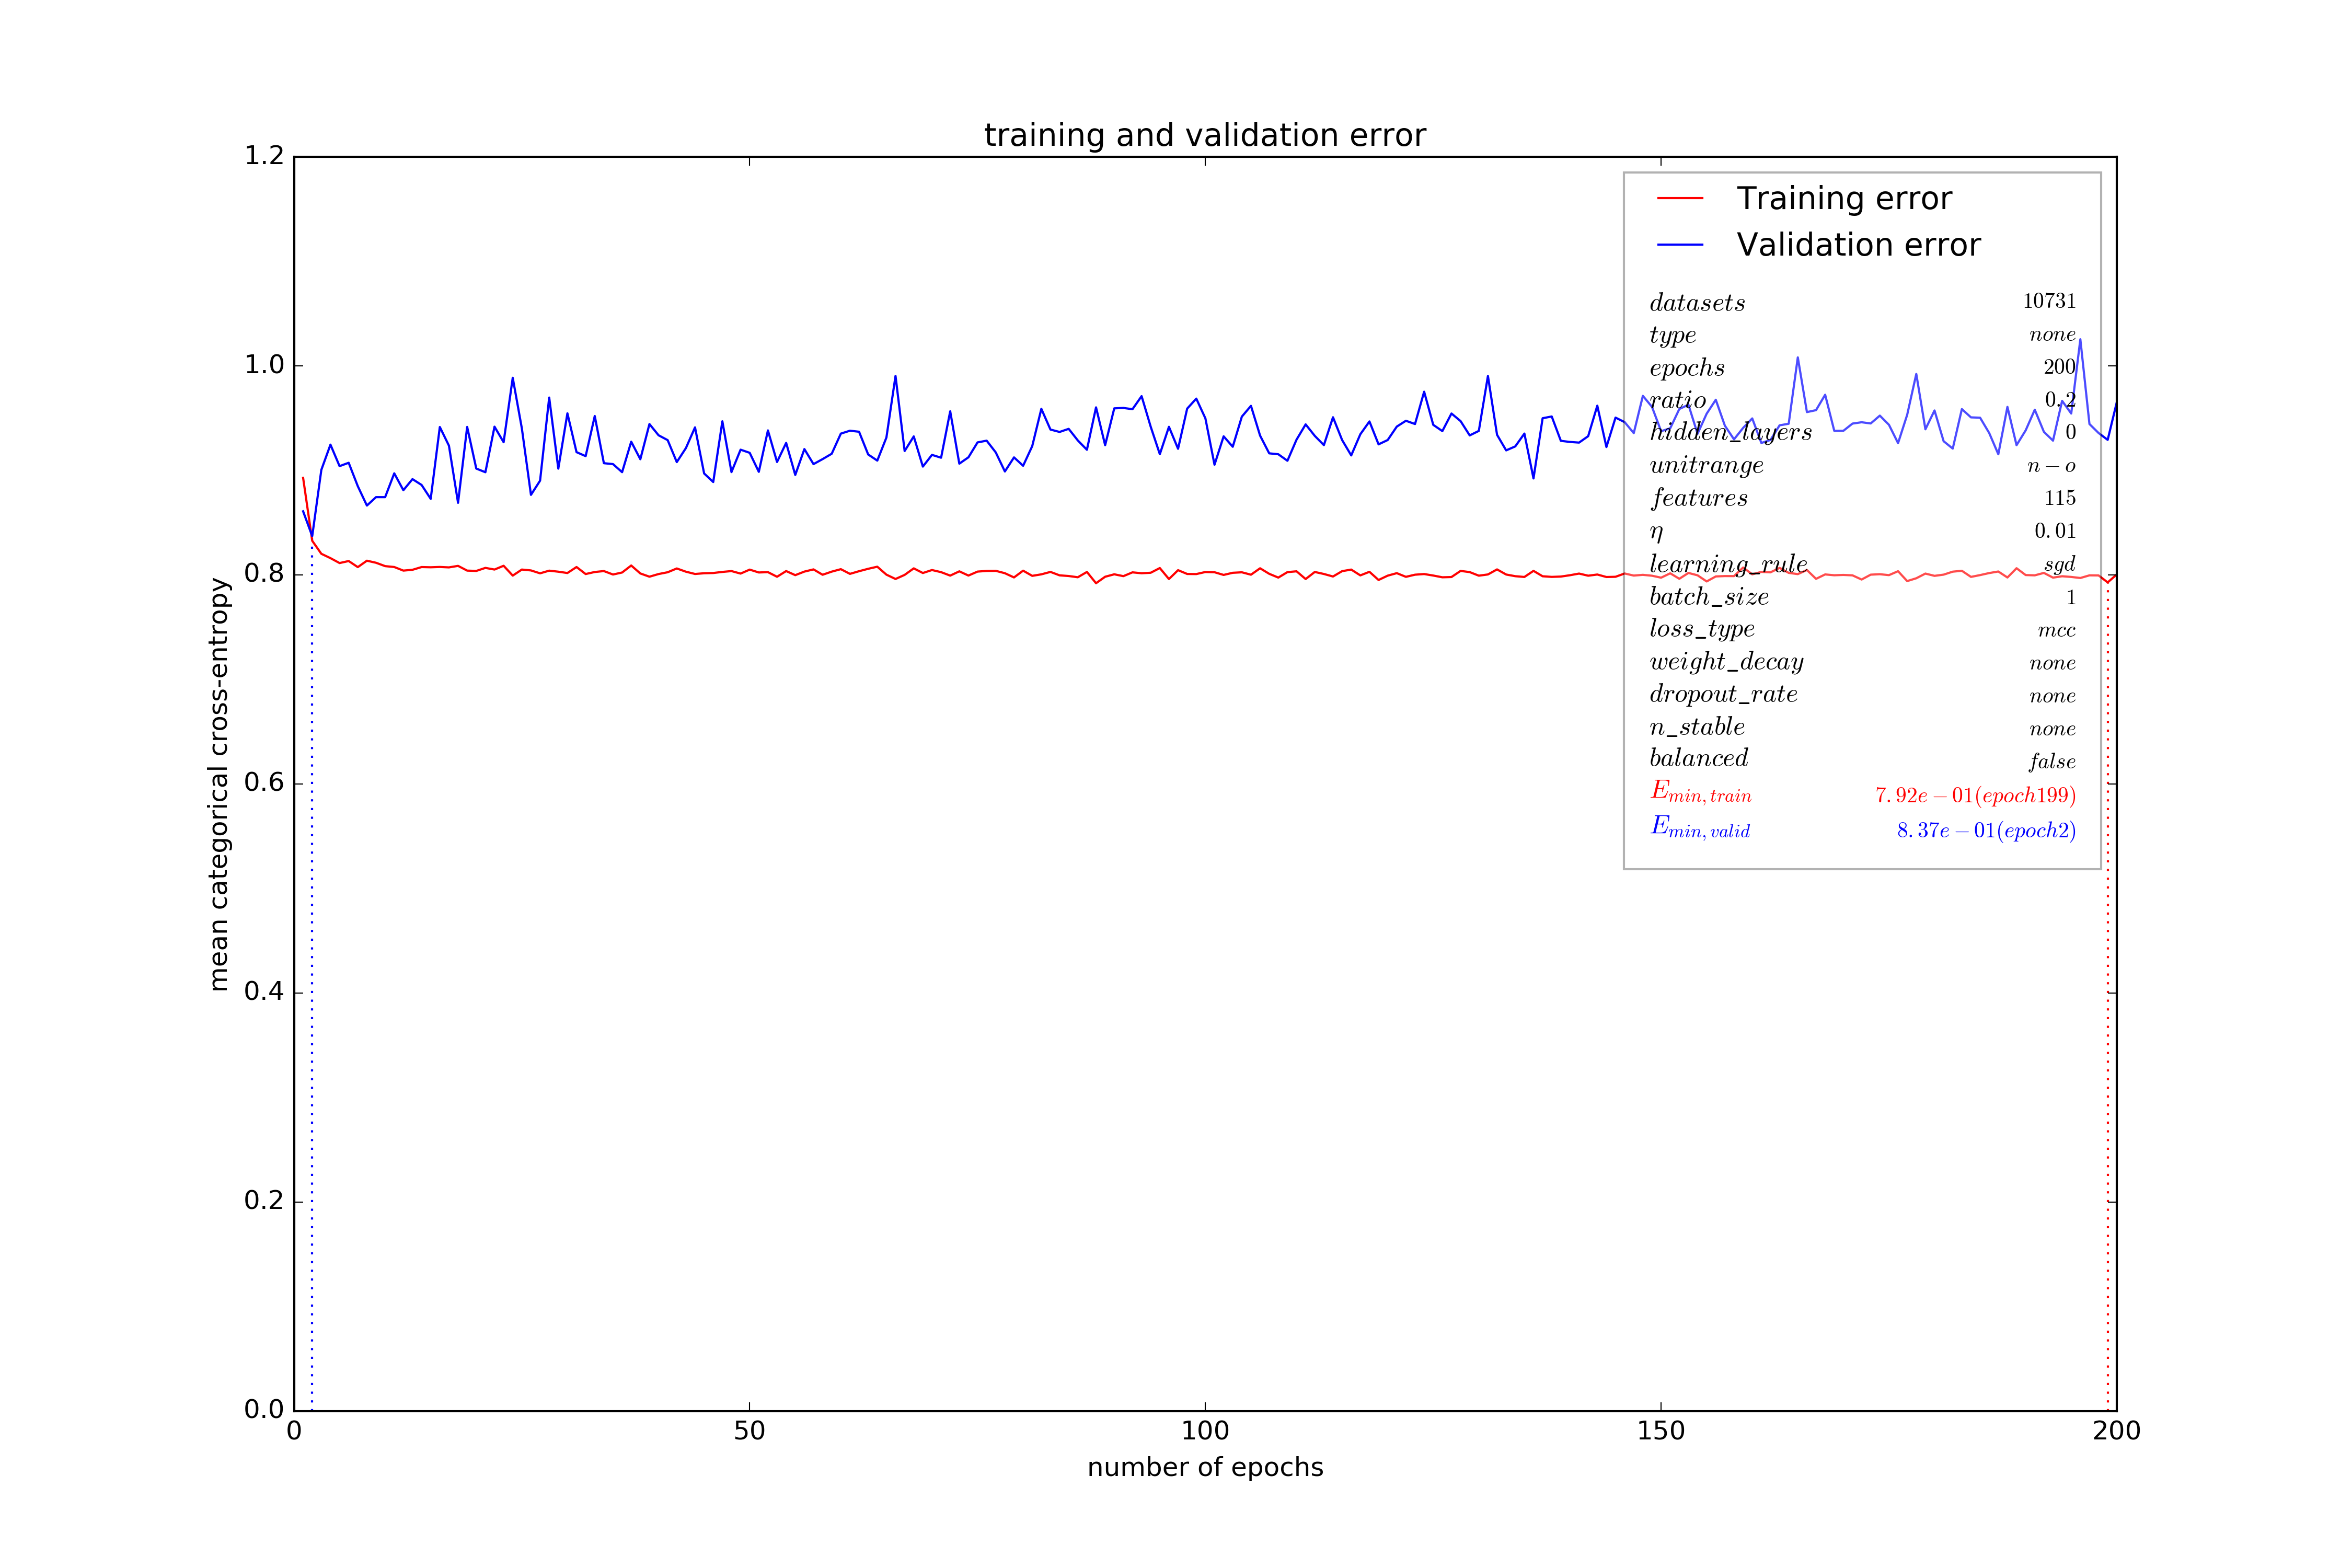 training and validation error
1.2
1.0
0.8
0.6
0.4
0.2
0.0
mean categorical cross-entropy
Training error
Validation error
datasets 10731
type none
epochs 200
ratio 0.2
hidden_layers 0
unitrange n − o
features 115
η 0.01
learning_rule sgd
batch_size 1
loss_type mcc
weight_decay none
dropout_rate none
n_stable none
balanced false
E_min,train 7.92e − 01(epoch199)
E_min,valid 8.37e − 01(epoch2)
0 50 100 150 200
number of epochs